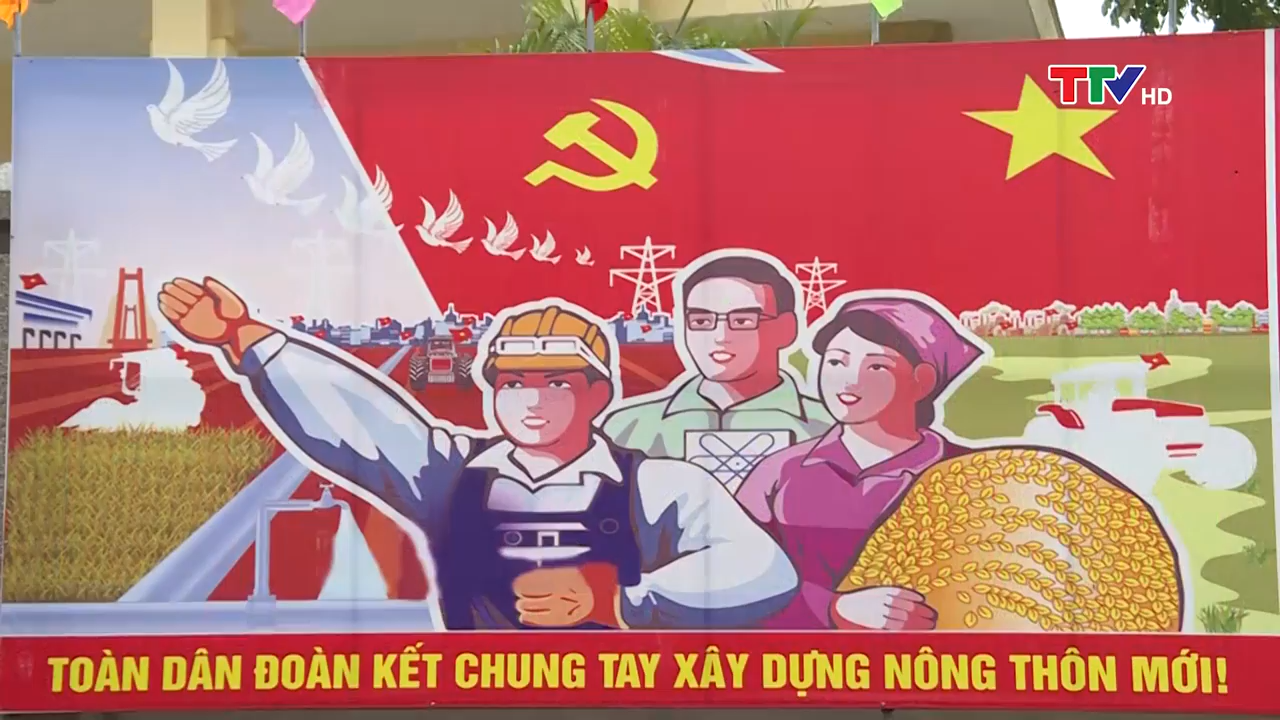 TTV HD
TOÀN DÂN ĐOÀN KẾT CHUNG TAY XÂY DỰNG NÔNG THÔN MỚI!